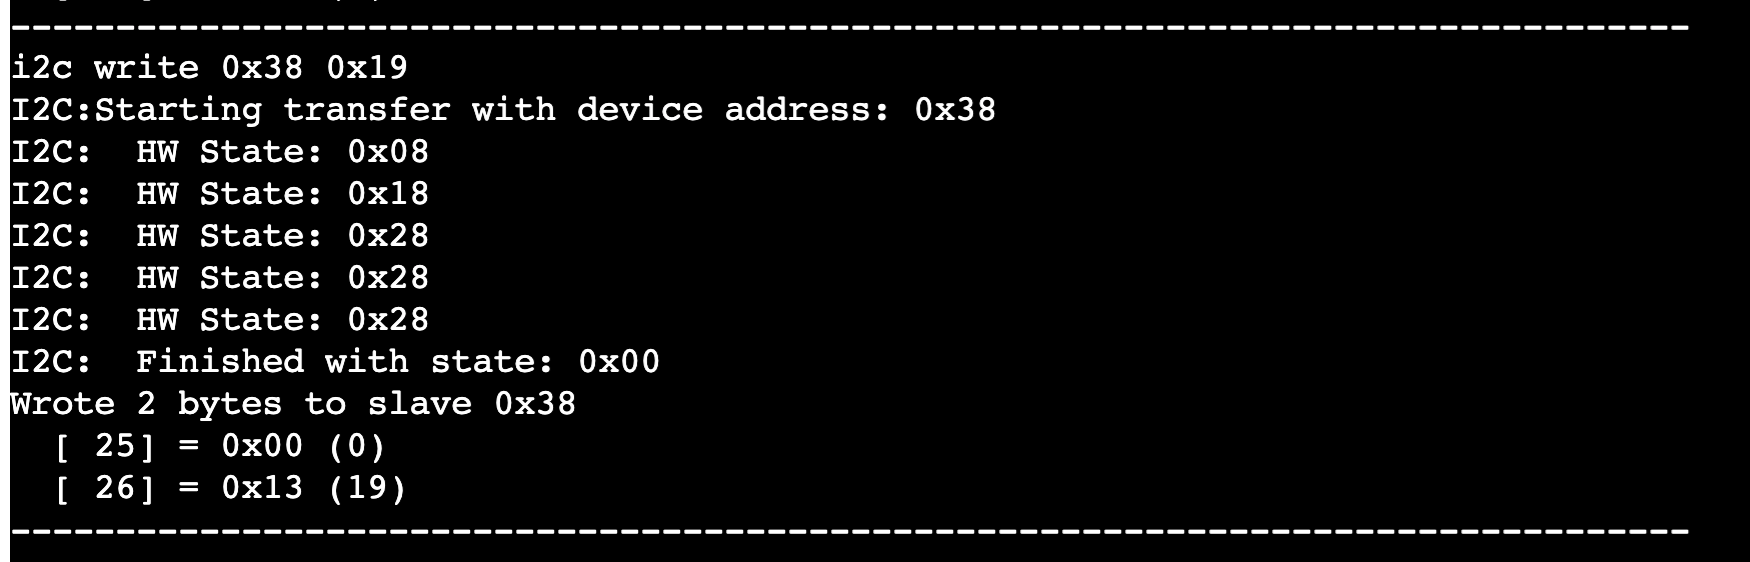 --------------------------------------------------------------------------------
i2c write 0x38 0x19
I2C:Starting transfer with device address: 0x38
I2C:  HW State: 0x08
I2C:  HW State: 0x18
I2C:  HW State: 0x28
I2C:  HW State: 0x28
I2C:  HW State: 0x28
I2C:  Finished with state: 0x00
Wrote 2 bytes to slave 0x38
  [ 25] = 0x00 (0)
  [ 26] = 0x13 (19)
--------------------------------------------------------------------------------